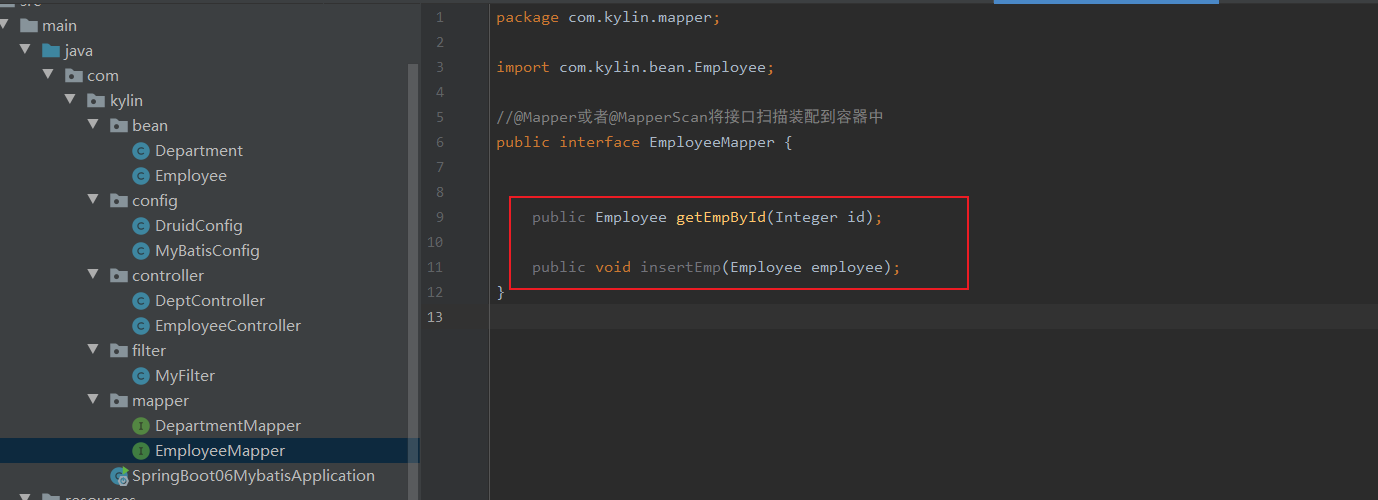 src
main
java
com
kylin
bean
Department
Employee
config
DruidConfig
MyBatisConfig
controller
DeptController
EmployeeController
filter
MyFilter
mapper
DepartmentMapper
EmployeeMapper
SpringBoot06MybatisApplication
resources
1 package com.kylin.mapper;
2
3 import com.kylin.bean.Employee;
4
5 //@Mapper或者@MapperScan将接口扫描装配到容器中
6 public interface EmployeeMapper {
7
8
9 public Employee getEmpById(Integer id);
10
11 public void insertEmp(Employee employee);
12 }
13